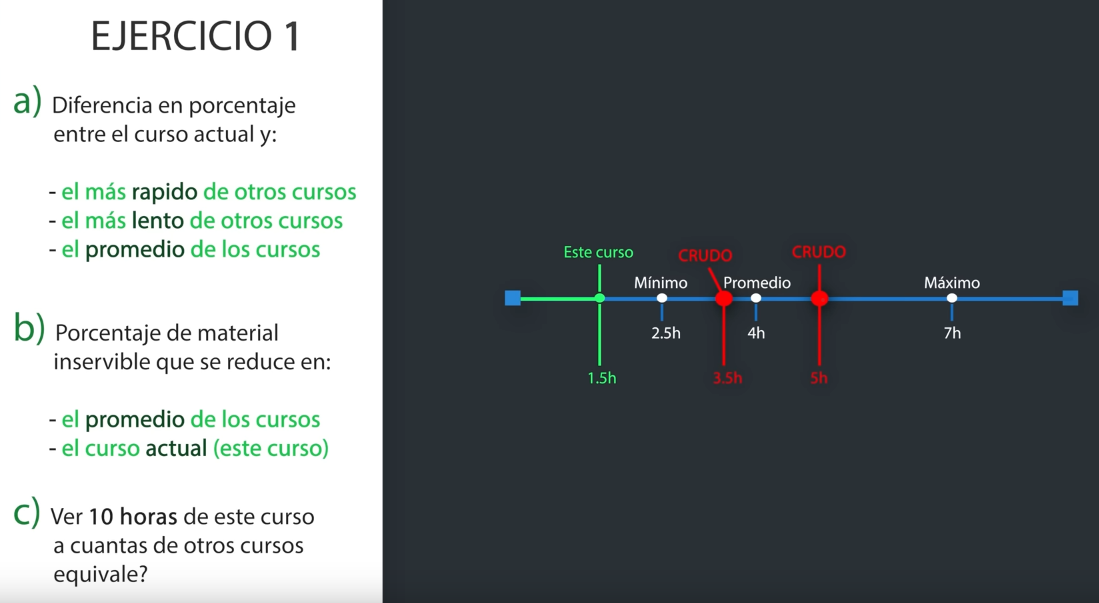 EJERCICIO 1
a) Diferencia en porcentaje
entre el curso actual y:
- el más rapido de otros cursos
- el más lento de otros cursos
- el promedio de los cursos
b) Porcentaje de material
inservible que se reduce en:
- el promedio de los cursos
- el curso actual (este curso)
c) Ver 10 horas de este curso
a cuantas de otros cursos
equivale?
Este curso
CRUDO
CRUDO
Mínimo
Promedio
Máximo
2.5h
4h
7h
1.5h
3.5h
5h